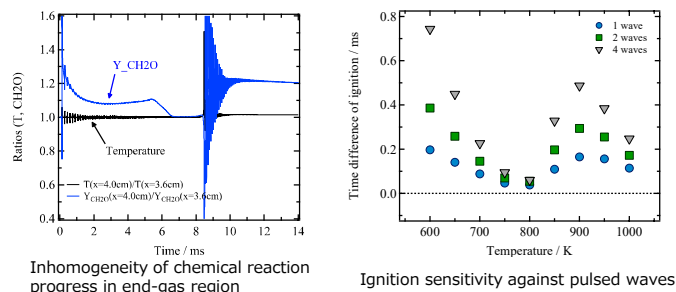 1.6
1.4
1.2
1.0
0.8
0.6
0.4
Ratios (T, CH2O)
Y_CH2O
Temperature
T(x=4.0cm)/T(x=3.6cm)
Y_CH2O(x=4.0cm)/Y_CH2O(x=3.6cm)
0 2 4 6 8 10 12 14
Time / ms
Inhomogeneity of chemical reaction
progress in end-gas region
0.8
0.6
0.4
0.2
0.0
Time difference of ignition / ms
1 wave
2 waves
4 waves
600 700 800 900 1000
Temperature / K
Ignition sensitivity against pulsed waves